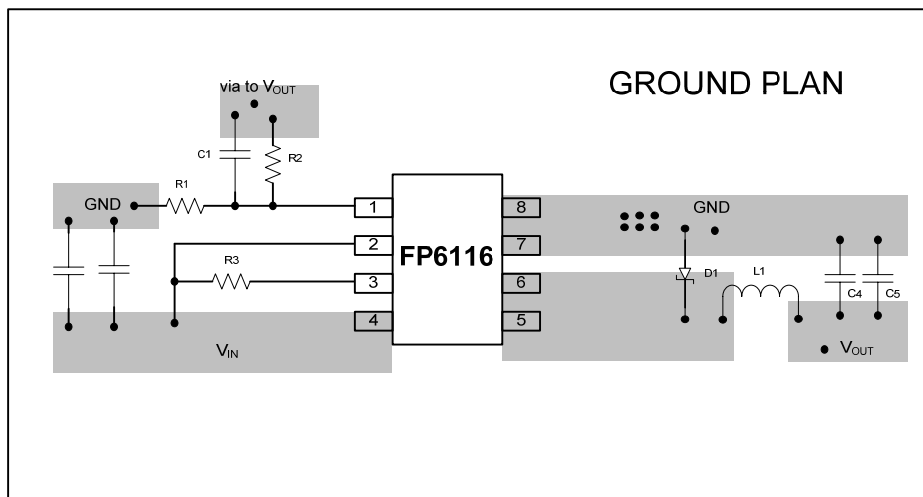 GROUND PLAN
via to VOUT
C1
R2
R1
GND
1
2
3
4
FP6116
8
7
6
5
GND
R3
D1
L1
C4
C5
VIN
VOUT